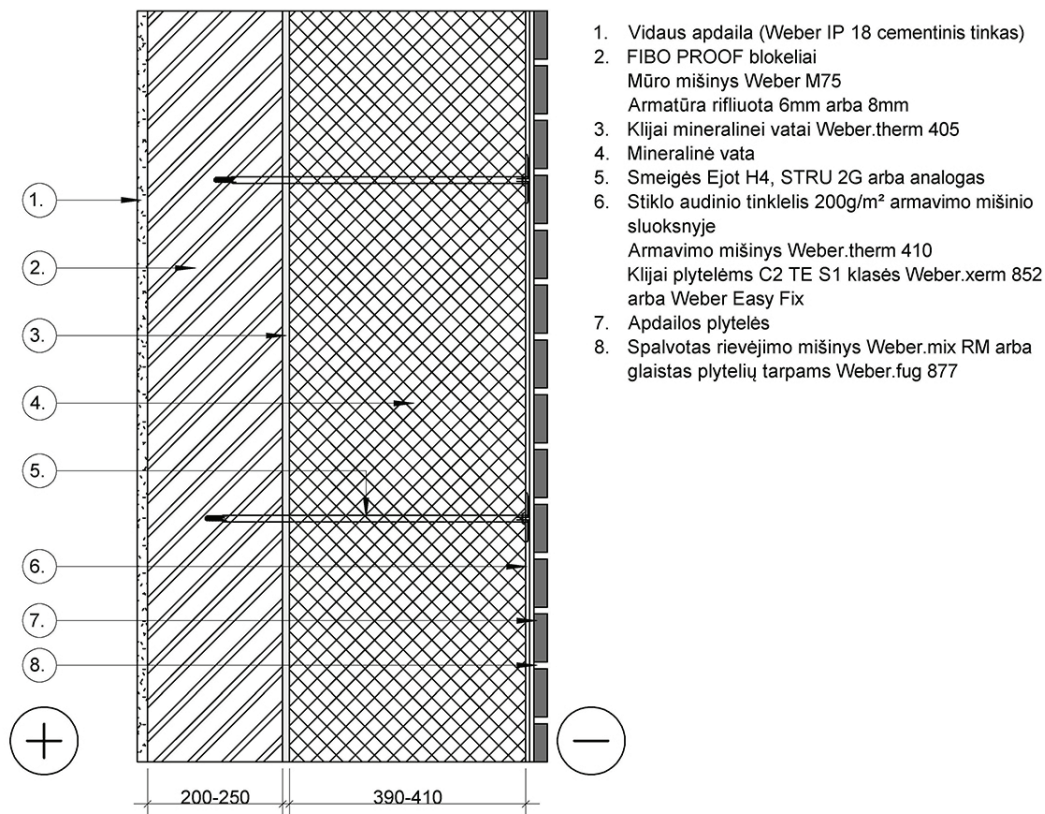 1. Vidaus apdaila (Weber IP 18 cementinis tinkas)
2. FIBO PROOF blokeliai
Mūro mišinys Weber M75
Armatūra rifliuota 6mm arba 8mm
3. Klijai mineralinei vatai Weber.therm 405
4. Mineralinė vata
5. Smeigės Ejot H4, STRU 2G arba analogas
6. Stiklo audinio tinklelis 200g/m² armavimo mišinio
sluoksnyje
Armavimo mišinys Weber.therm 410
Klijai plytelėms C2 TE S1 klasės Weber.xerm 852
arba Weber Easy Fix
7. Apdailos plytelės
8. Spalvotas rievėjimo mišinys Weber.mix RM arba
glaistas plytelių tarpams Weber.fug 877
1.
2.
3.
4.
5.
6.
7.
8.
+
−
200-250
390-410